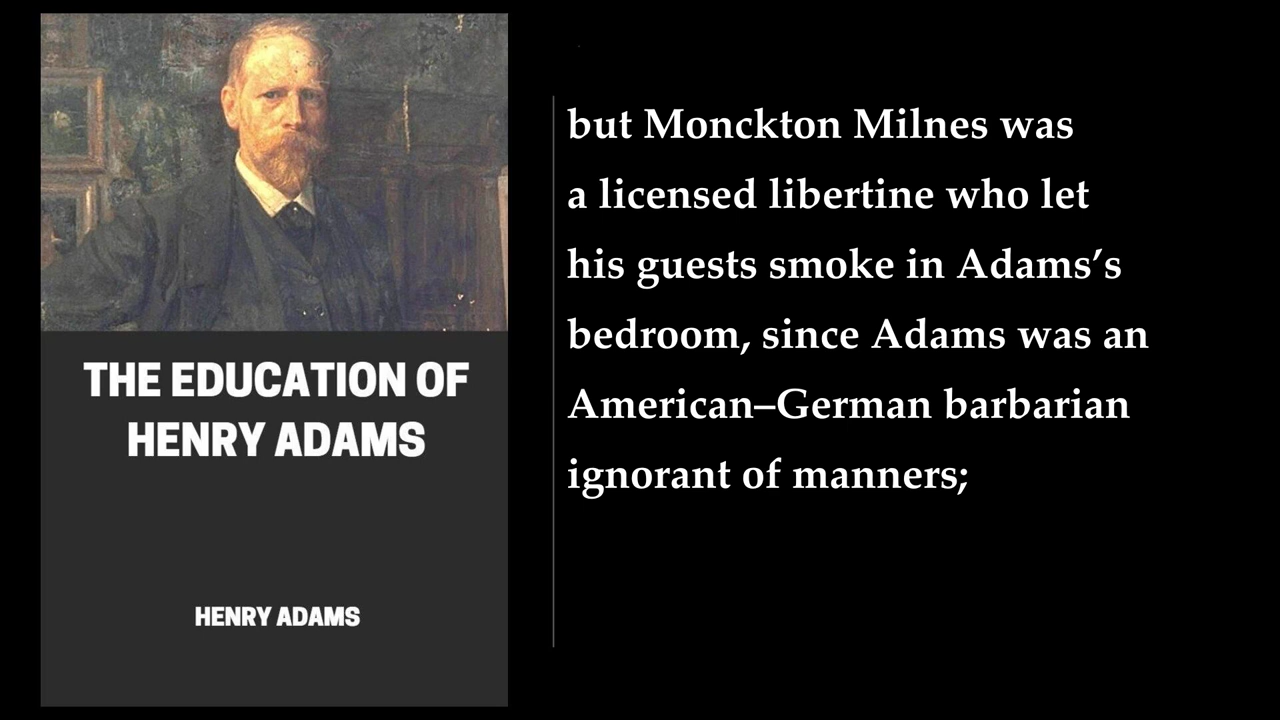 THE EDUCATION OF
HENRY ADAMS
HENRY ADAMS
but Monckton Milnes was
a licensed libertine who let
his guests smoke in Adams’s
bedroom, since Adams was an
American–German barbarian
ignorant of manners;